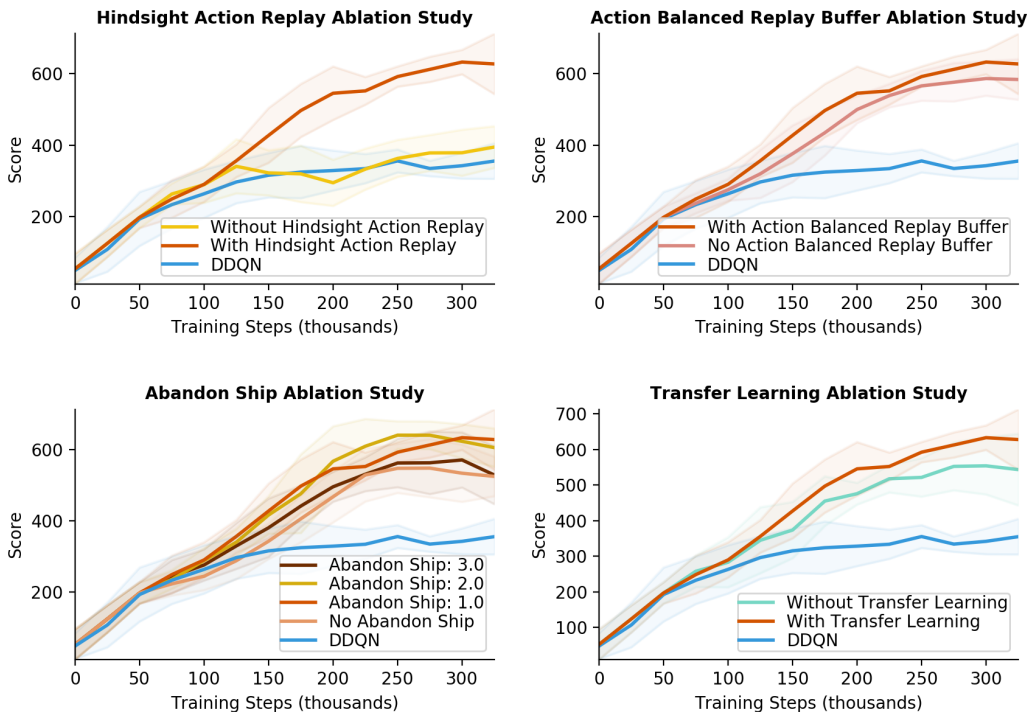 Hindsight Action Replay Ablation Study
Score
600
400
200
Without Hindsight Action Replay
With Hindsight Action Replay
DDQN
0 50 100 150 200 250 300
Training Steps (thousands)
Action Balanced Replay Buffer Ablation Study
Score
600
400
200
With Action Balanced Replay Buffer
No Action Balanced Replay Buffer
DDQN
0 50 100 150 200 250 300
Training Steps (thousands)
Abandon Ship Ablation Study
Score
600
400
200
Abandon Ship: 3.0
Abandon Ship: 2.0
Abandon Ship: 1.0
No Abandon Ship
DDQN
0 50 100 150 200 250 300
Training Steps (thousands)
Transfer Learning Ablation Study
Score
700
600
500
400
300
200
100
Without Transfer Learning
With Transfer Learning
DDQN
0 50 100 150 200 250 300
Training Steps (thousands)